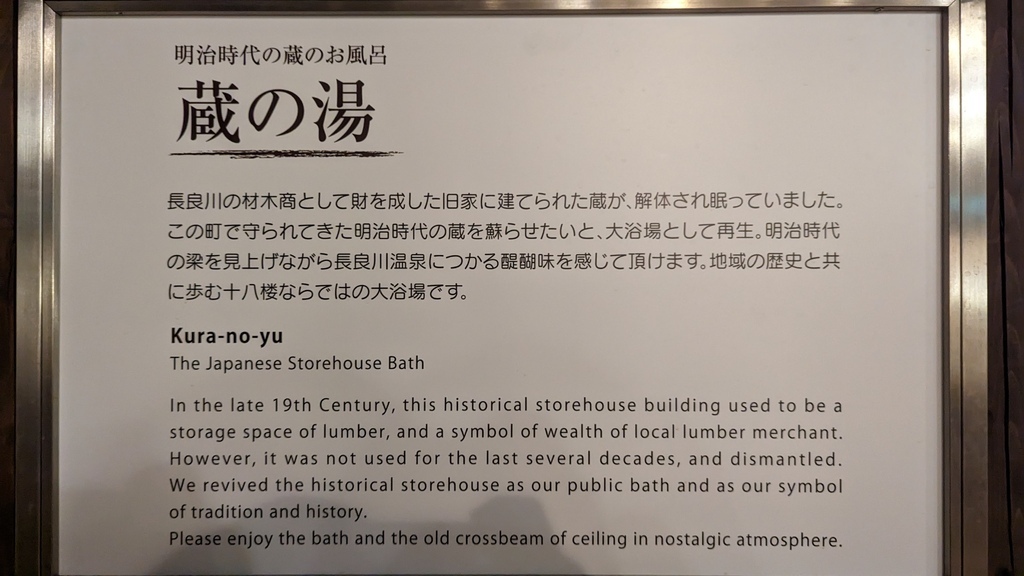 明治時代の蔵のお風呂
蔵の湯
長良川の材木商として財を成した旧家に建てられた蔵が、解体され眠っていました。
この町で守られてきた明治時代の蔵を蘇らせたいと、大浴場として再生。明治時代
の梁を見上げながら長良川温泉につかる醍醐味を感じて頂けます。地域の歴史と共
に歩む十八楼ならではの大浴場です。
Kura-no-yu
The Japanese Storehouse Bath
In the late 19th Century, this historical storehouse building used to be a
storage space of lumber, and a symbol of wealth of local lumber merchant.
However, it was not used for the last several decades, and dismantled.
We revived the historical storehouse as our public bath and as our symbol
of tradition and history.
Please enjoy the bath and the old crossbeam of ceiling in nostalgic atmosphere.